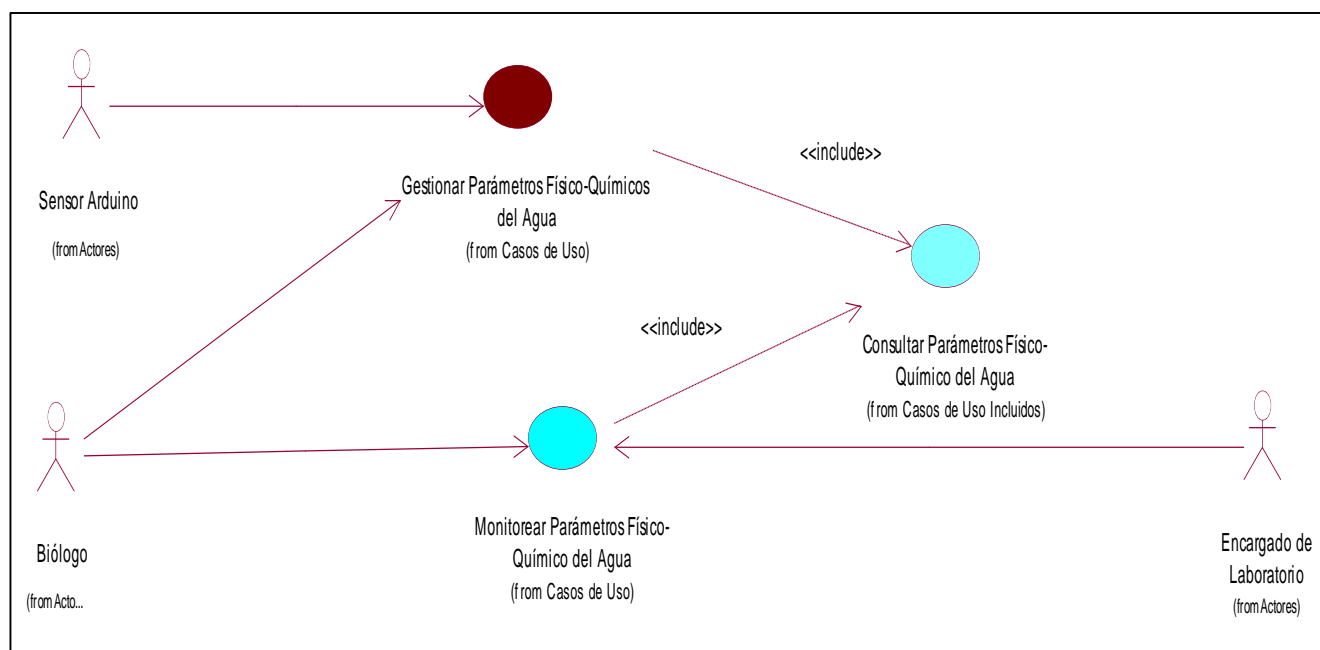 <<include>>
Sensor Arduino
(from Actores)
Gestionar Parámetros Físico-Químicos
del Agua
(from Casos de Uso)
<<include>>
Consultar Parámetros Físico-
Químico del Agua
(from Casos de Uso Incluidos)
Biólogo
(from Acto...
Monitorear Parámetros Físico-
Químico del Agua
(from Casos de Uso)
Encargado de
Laboratorio
(from Actores)